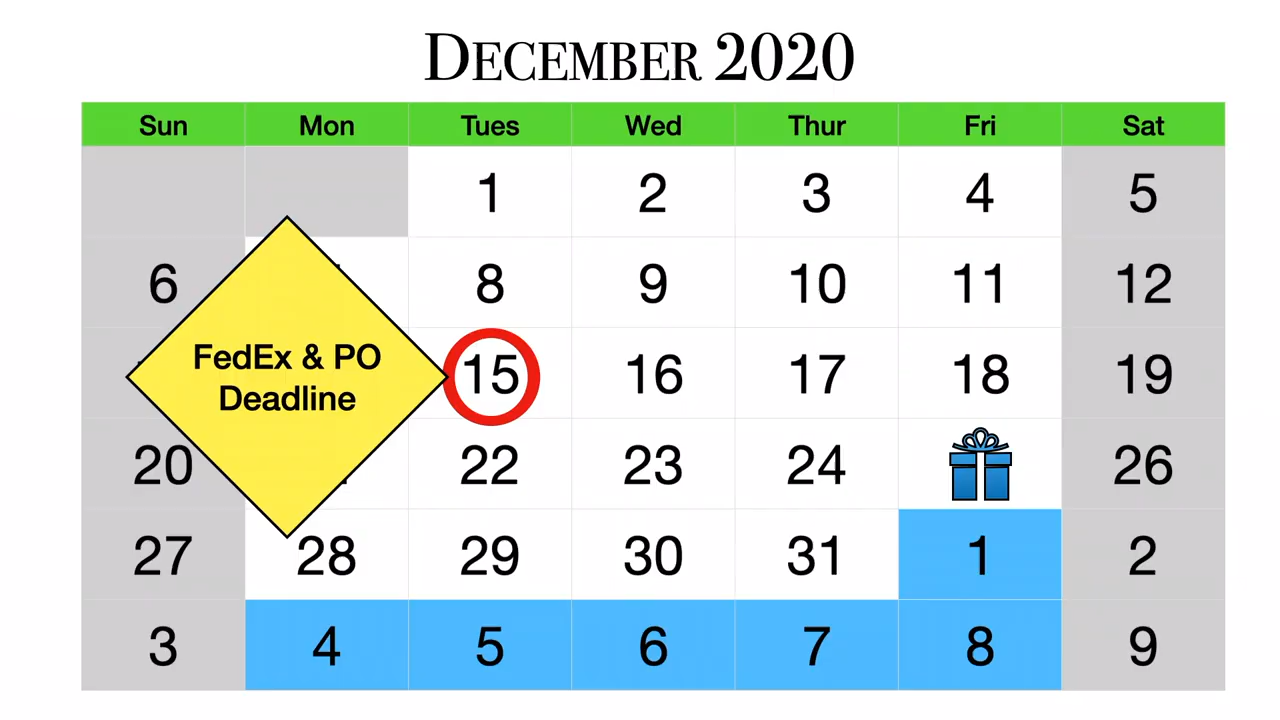 DECEMBER 2020
Sun Mon Tues Wed Thur Fri Sat
1 2 3 4 5
6 8 9 10 11 12
FedEx & PO
Deadline
15 16 17 18 19
20 22 23 24 26
27 28 29 30 31 1 2
3 4 5 6 7 8 9